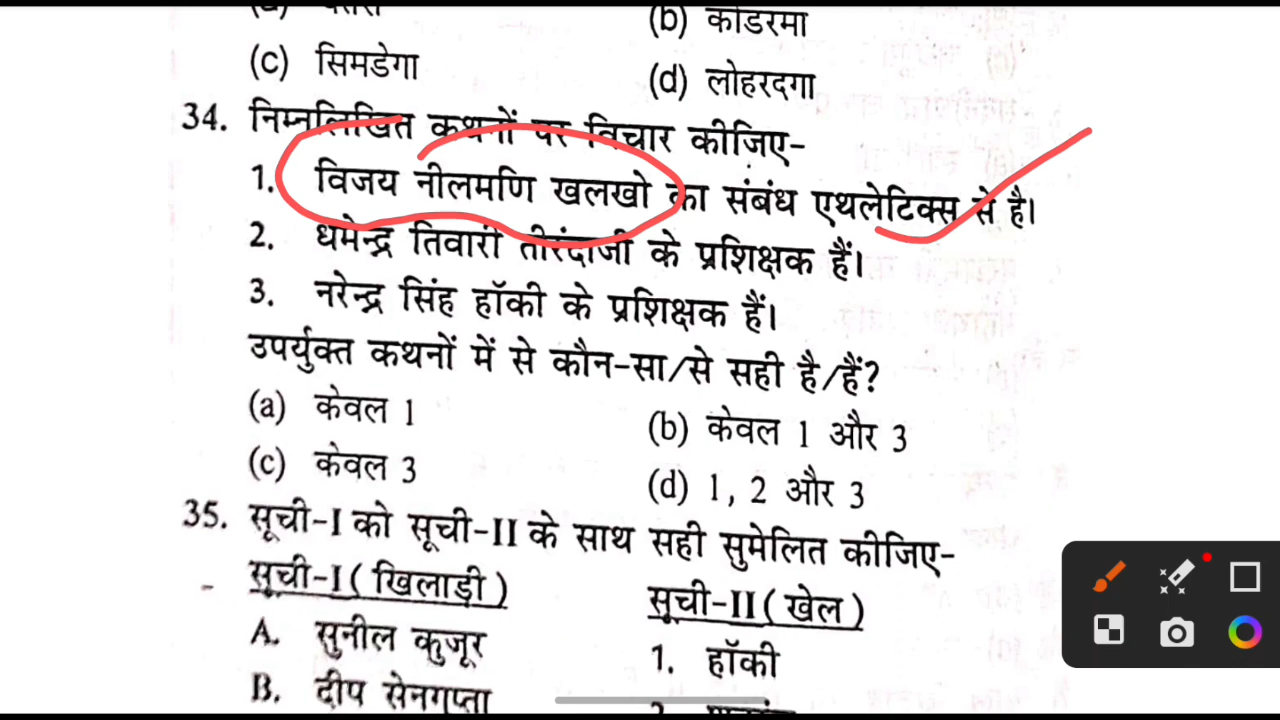 (b) कोडरमा
(c) सिमडेगा
(d) लोहरदगा
34. निम्नलिखित कथनों पर विचार कीजिए-
1. विजय नीलमणि खलखो का संबंध एथलेटिक्स से है।
2. धर्मेन्द्र तिवारी तीरंदाजी के प्रशिक्षक हैं।
3. नरेन्द्र सिंह हॉकी के प्रशिक्षक हैं।
उपर्युक्त कथनों में से कौन-सा/से सही है/हैं?
(a) केवल 1
(b) केवल 1 और 3
(c) केवल 3
(d) 1, 2 और 3
35. सूची-I को सूची-II के साथ सही सुमेलित कीजिए-
सूची-I ( खिलाड़ी )
सूची-II ( खेल )
A. सुनील कुजूर
1. हॉकी
B. दीप सेनगुप्ता